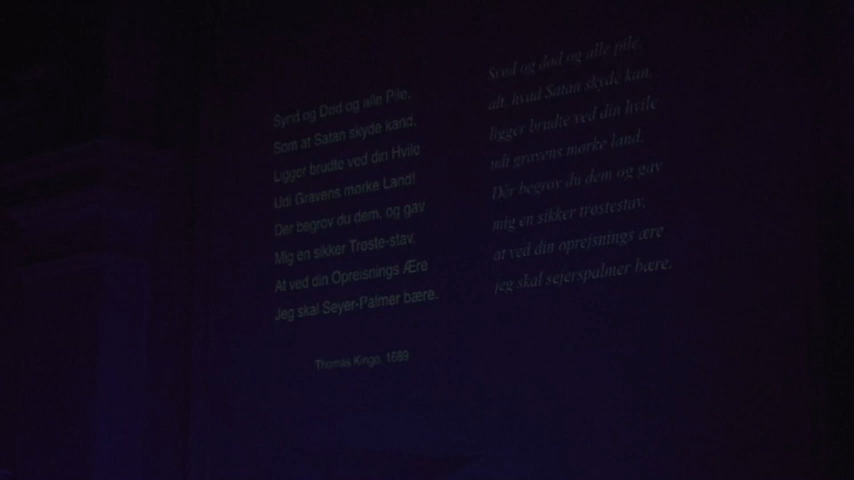 Synd og Død og alle Pile,
Som at Satan skyde kand,
Ligger brudte ved din Hvile
Udi Gravens mørke Land!
Der begrov du dem, og gav
Mig en sikker Trøste-stav,
At ved din Opreisnings Ære
Jeg skal Seyer-Palmer bære.
Thomas Kingo, 1689
Synd og død og alle pile,
alt, hvad Satan skyde kan,
ligger brudte ved din hvile
udi gravens mørke land.
Dér begrov du dem og gav
mig en sikker trøstestav,
at ved din oprejsnings ære
jeg skal sejerspalmer bære.